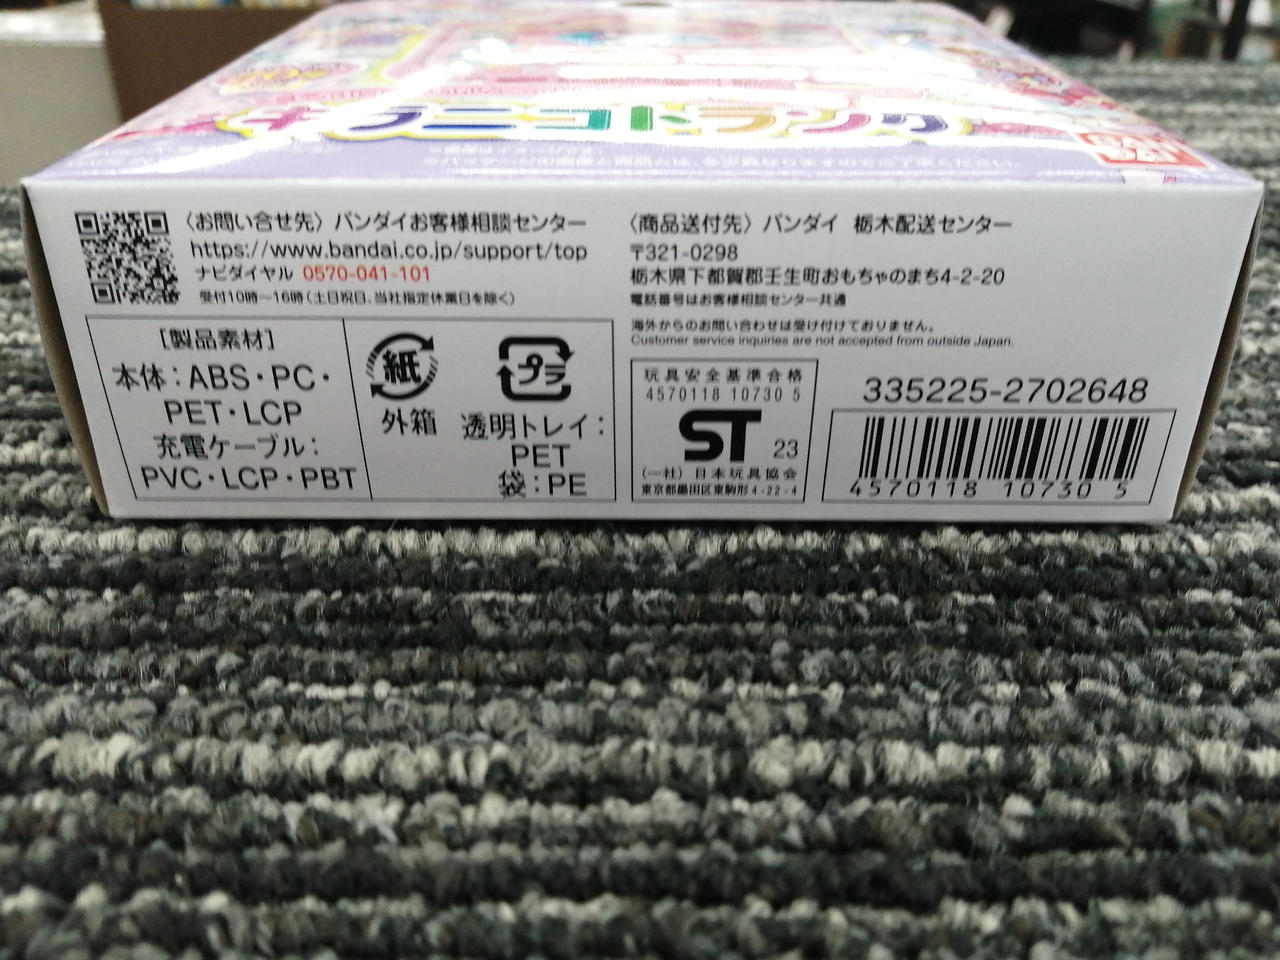 キラニコトランク
BAN
DAI
〈お問い合せ先〉バンダイお客様相談センター
https://www.bandai.co.jp/support/top
ナビダイヤル 0570-041-101
受付10時～16時(土日祝日、当社指定休業日を除く)
〈商品送付先〉バンダイ 栃木配送センター
〒321-0298
栃木県下都賀郡壬生町おもちゃのまち4-2-20
電話番号はお客様相談センター共通
海外からのお問い合わせは受け付けておりません。
Customer service inquiries are not accepted from outside Japan.
[製品素材]
本体：ABS・PC・
PET・LCP
充電ケーブル：
PVC・LCP・PBT
紙
外箱
プラ
透明トレイ：
PET
袋：PE
玩具安全基準合格
4570118 10730 5
ST 23
(一社) 日本玩具協会
東京都墨田区東駒形4-22-4
335225-2702648
4570118 10730 5